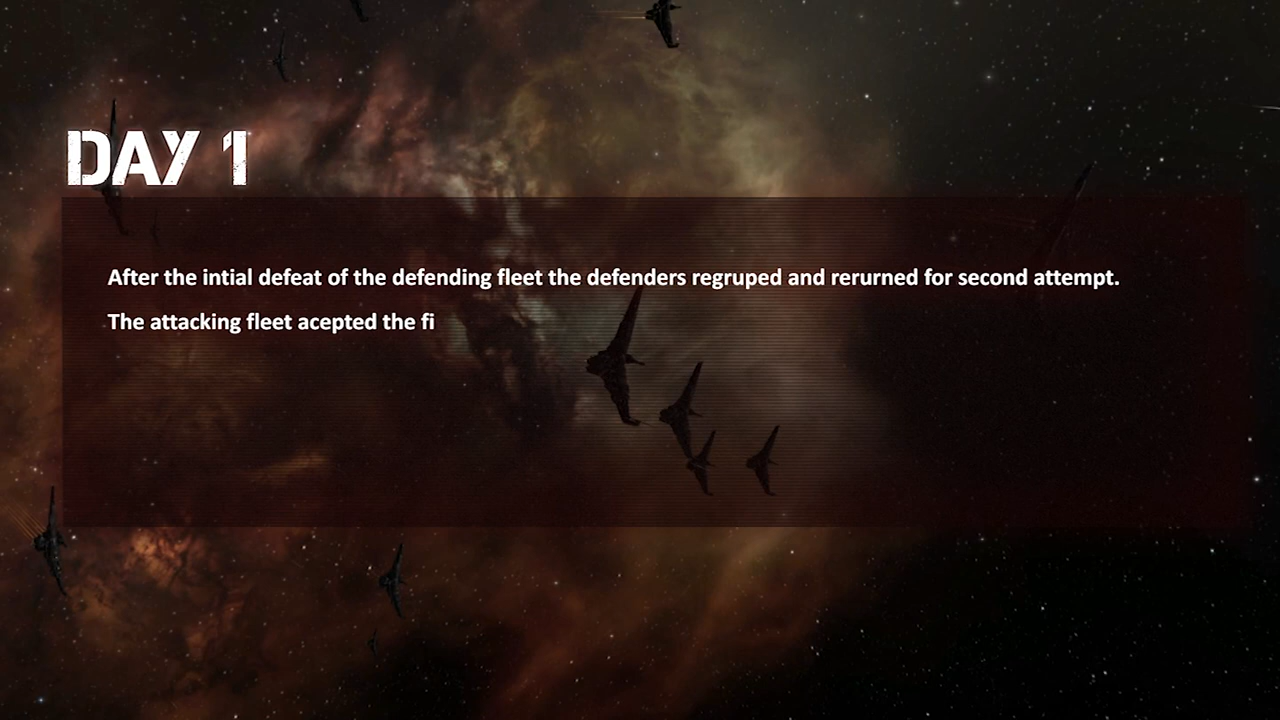 DAY 1
After the intial defeat of the defending fleet the defenders regruped and rerurned for second attempt.
The attacking fleet acepted the fi